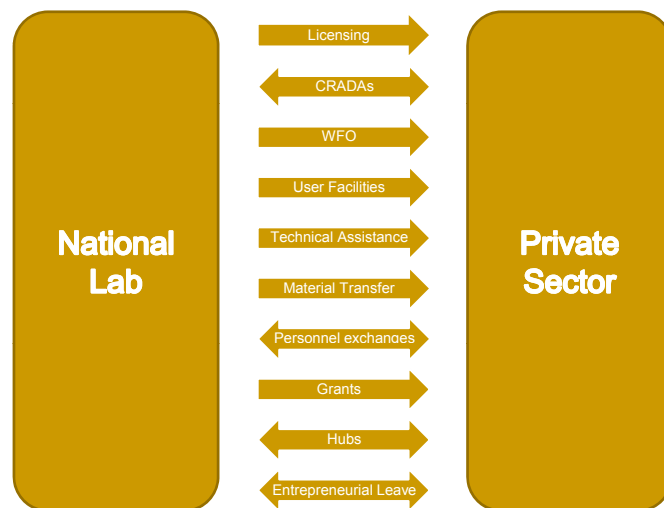 Licensing
CRADAs
WFO
User Facilities
National
Lab
Technical Assistance
Private
Sector
Material Transfer
Personnel exchanges
Grants
Hubs
Entrepreneurial Leave